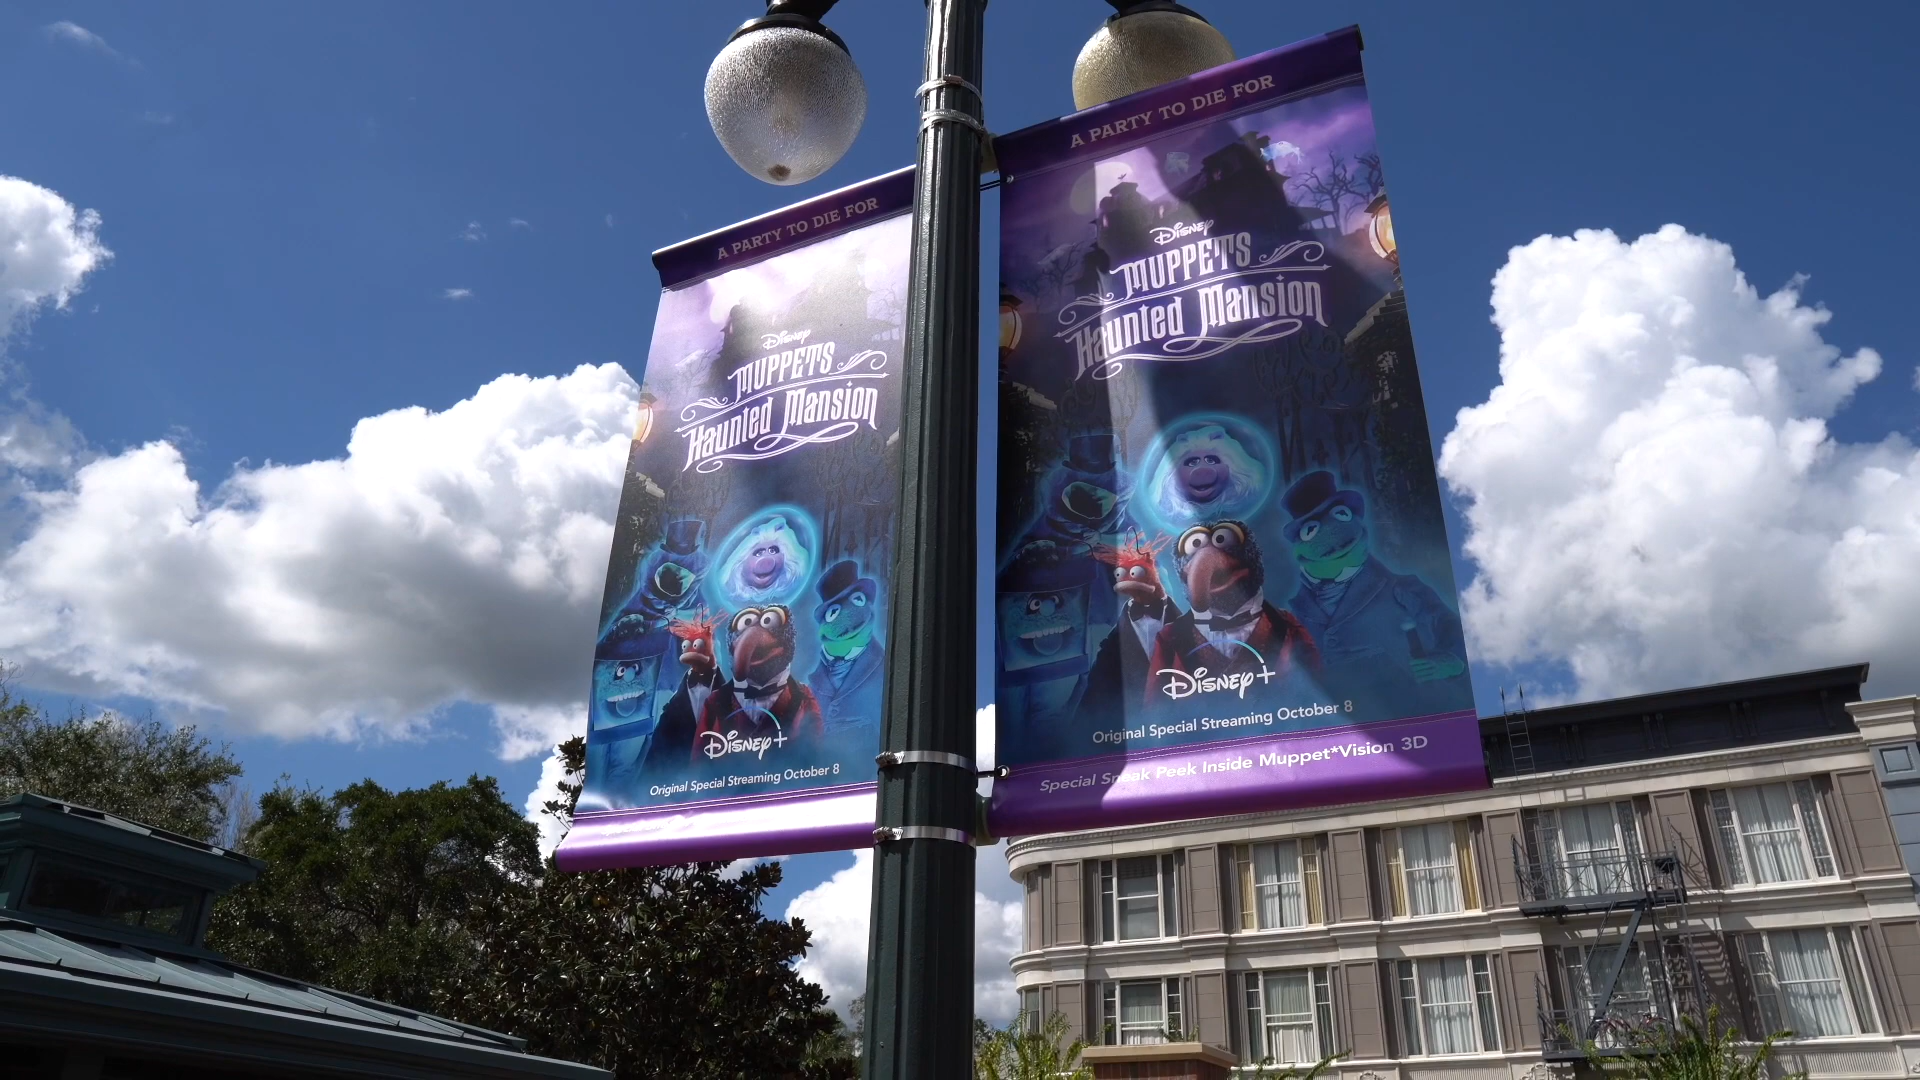 A PARTY TO DIE FOR
DISNEY
MUPPETS
Haunted Mansion
DISNEY+
Original Special Streaming October 8
A PARTY TO DIE FOR
DISNEY
MUPPETS
Haunted Mansion
DISNEY+
Original Special Streaming October 8
Special Sneak Peek Inside Muppet*Vision 3D